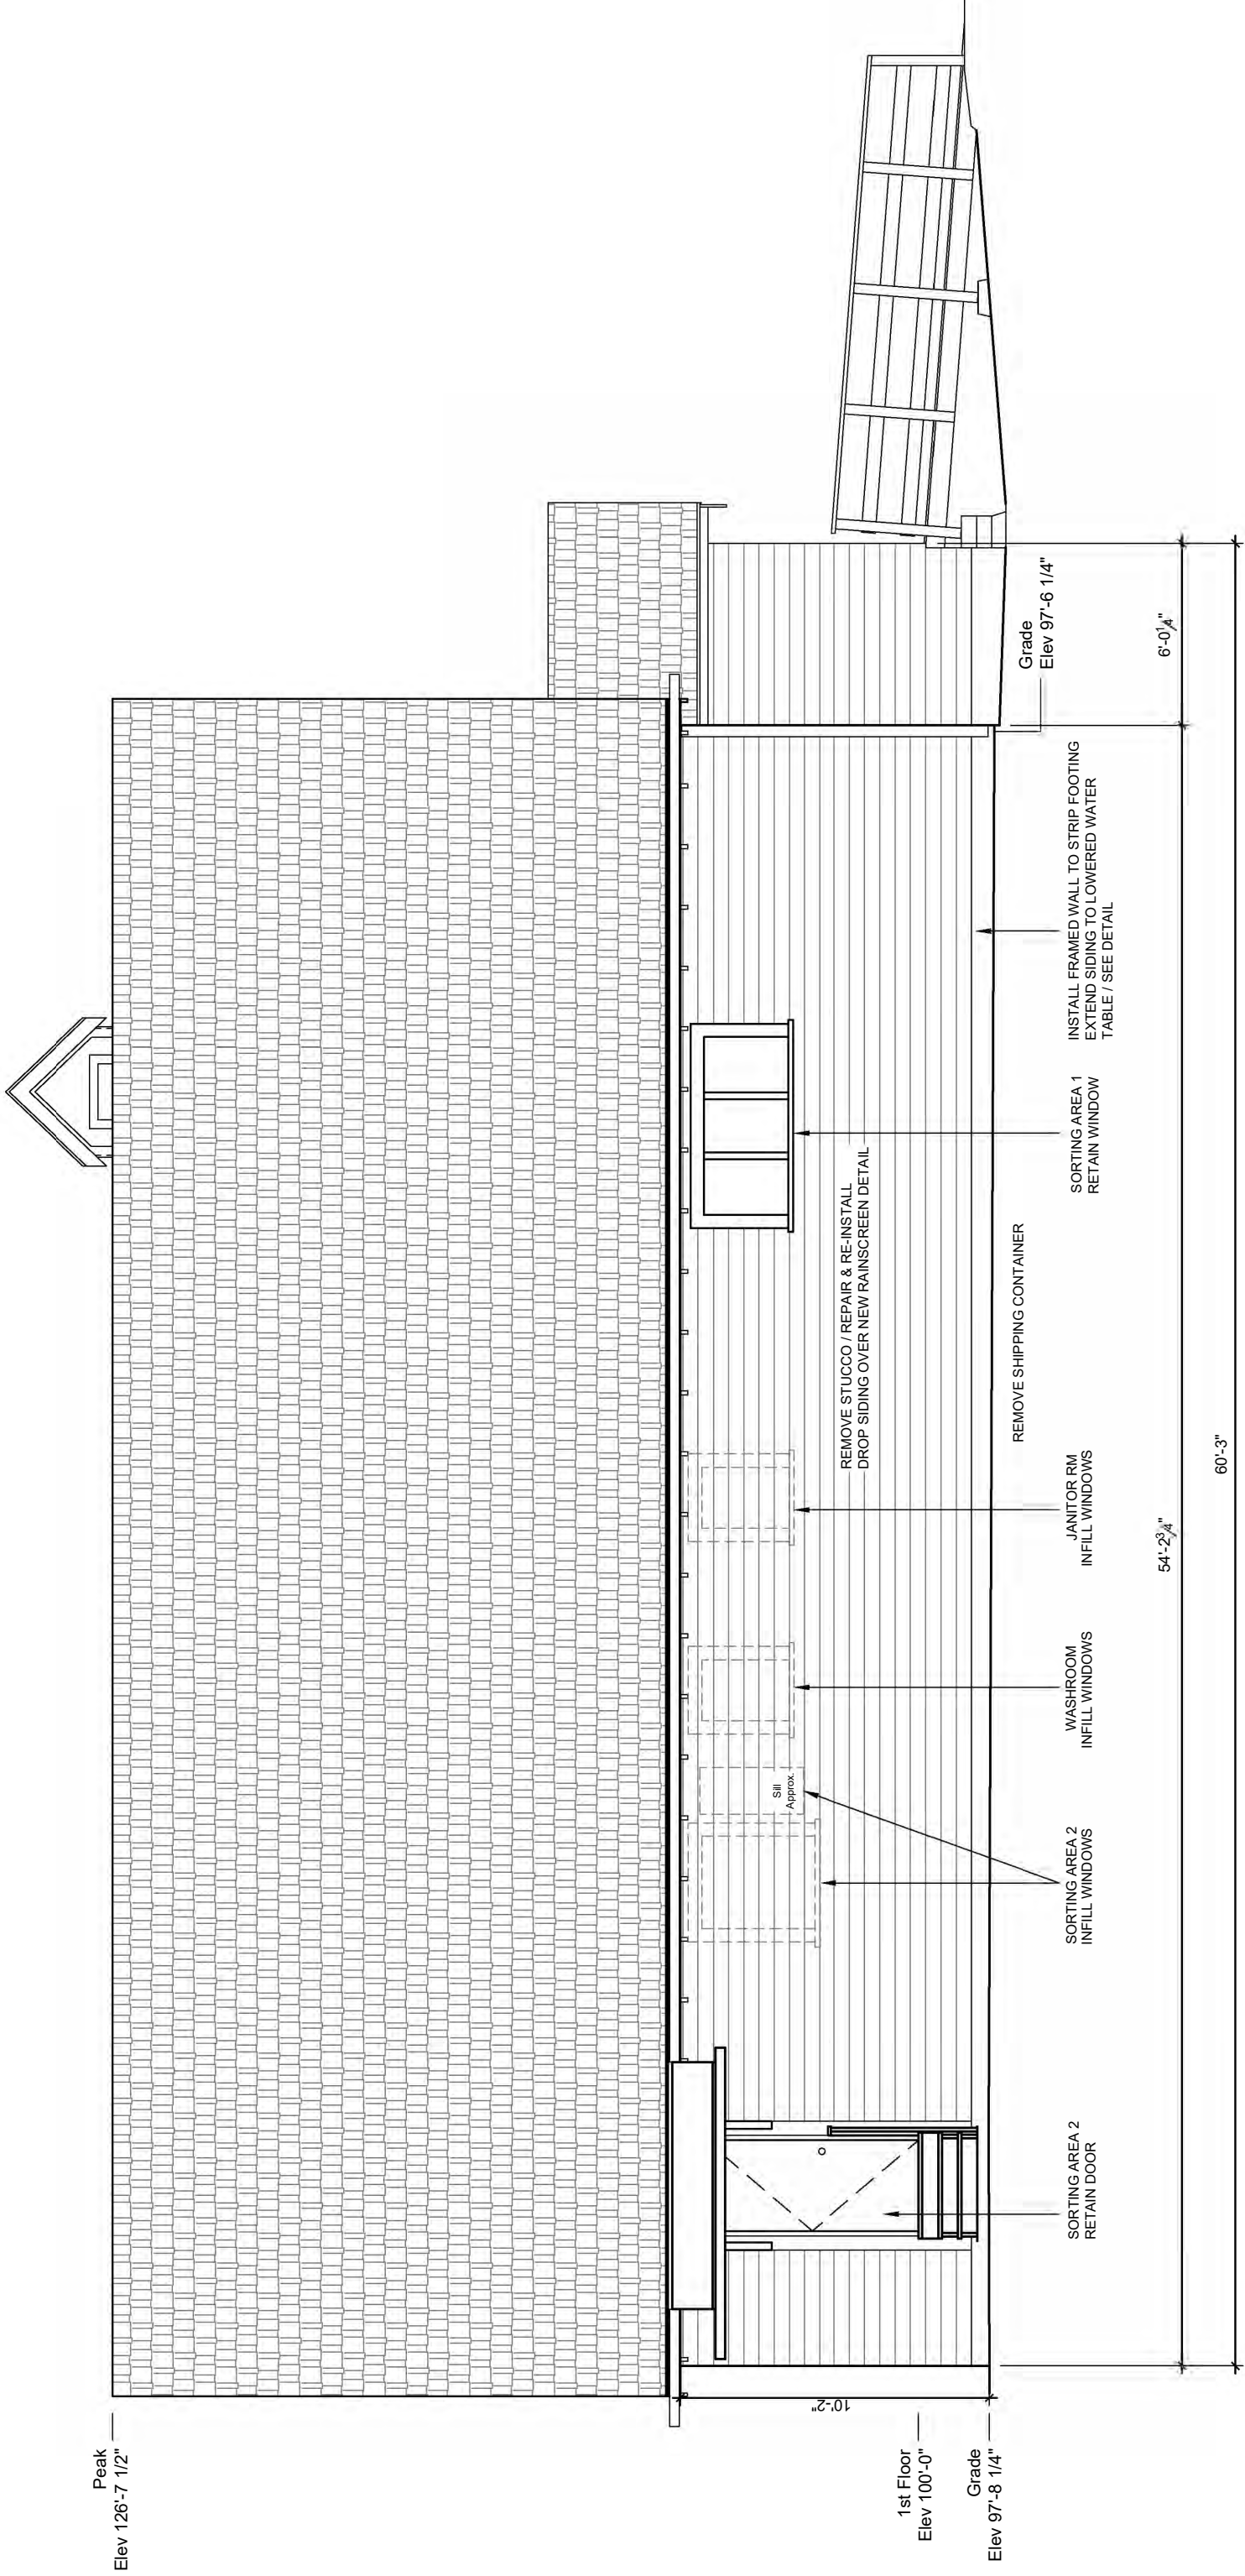 Peak
Elev 126'-7 1/2"
1st Floor
Elev 100'-0"
Grade
Elev 97'-8 1/4"
10'-2"
Sill
Approx.
REMOVE STUCCO / REPAIR & RE-INSTALL
DROP SIDING OVER NEW RAINSCREEN DETAIL
REMOVE SHIPPING CONTAINER
Grade
Elev 97'-6 1/4"
SORTING AREA 2
RETAIN DOOR
SORTING AREA 2
INFILL WINDOWS
WASHROOM
INFILL WINDOWS
JANITOR RM
INFILL WINDOWS
SORTING AREA 1
RETAIN WINDOW
INSTALL FRAMED WALL TO STRIP FOOTING
EXTEND SIDING TO LOWERED WATER
TABLE / SEE DETAIL
54'-2 3/4"
6'-0 1/4"
60'-3"